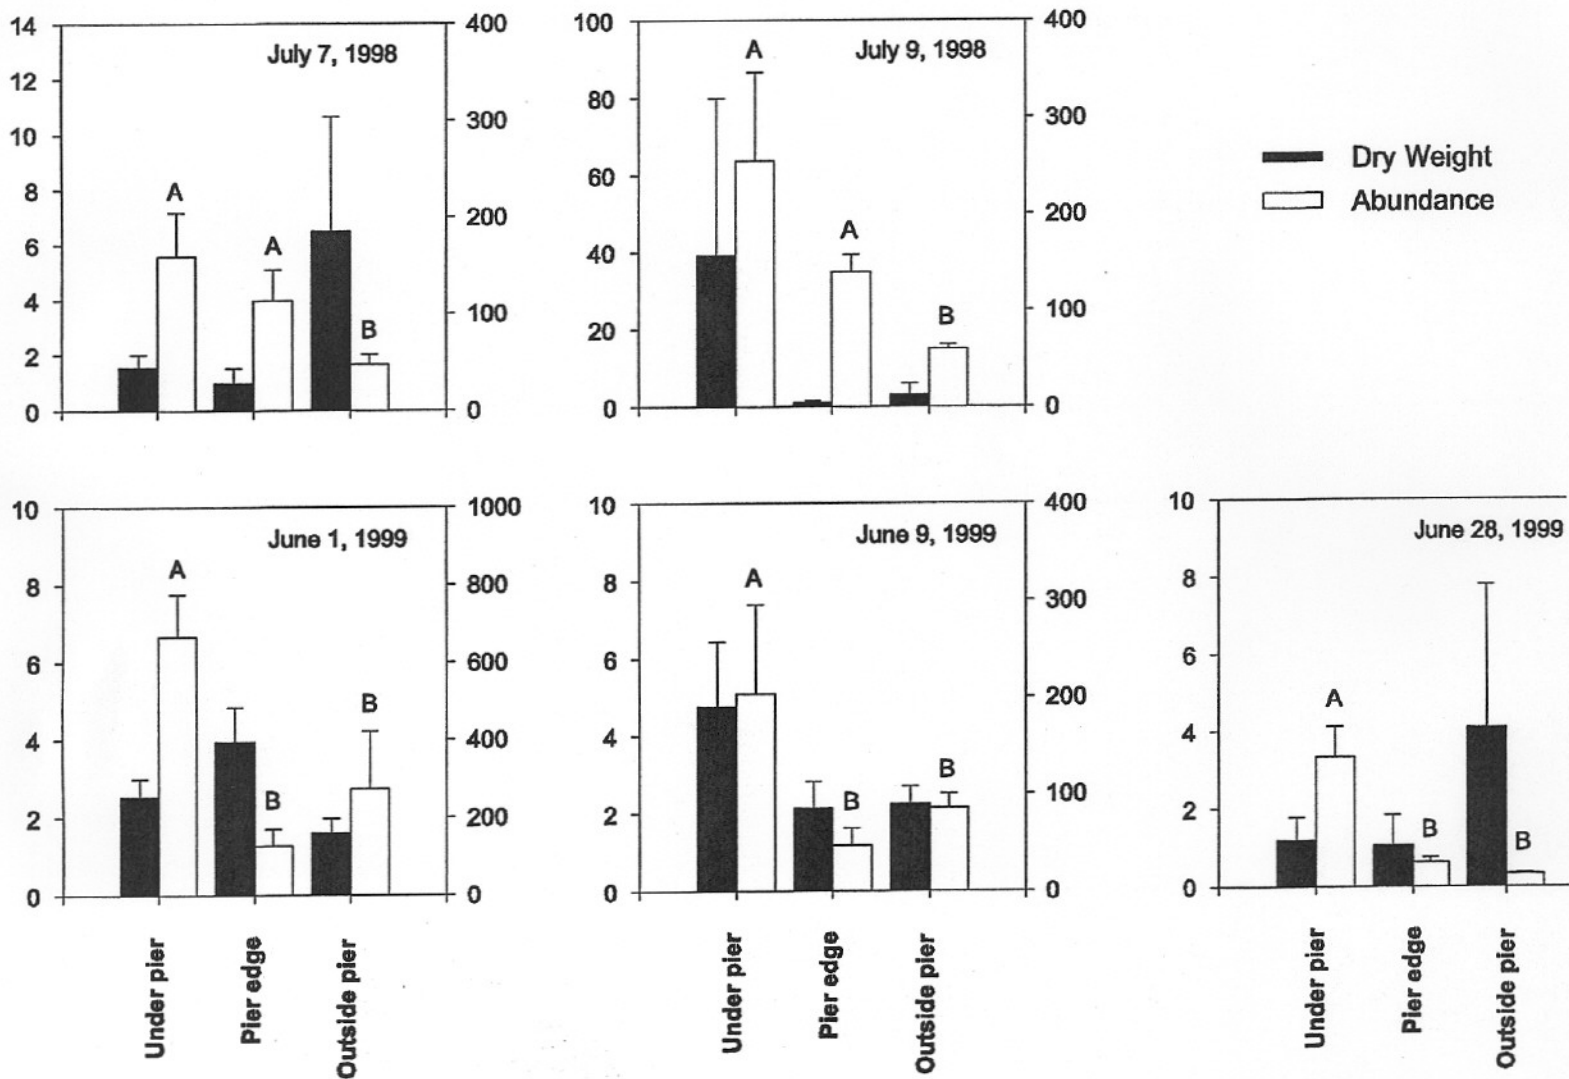 July 7, 1998
14
12
10
8
6
4
2
0
400
300
200
100
0
A
A
B
July 9, 1998
100
80
60
40
20
0
400
300
200
100
0
A
A
B
Dry Weight
Abundance
June 1, 1999
10
8
6
4
2
0
1000
800
600
400
200
0
A
B
B
Under pier
Pier edge
Outside pier
June 9, 1999
10
8
6
4
2
0
400
300
200
100
0
A
B
B
Under pier
Pier edge
Outside pier
June 28, 1999
10
8
6
4
2
0
A
B
B
Under pier
Pier edge
Outside pier